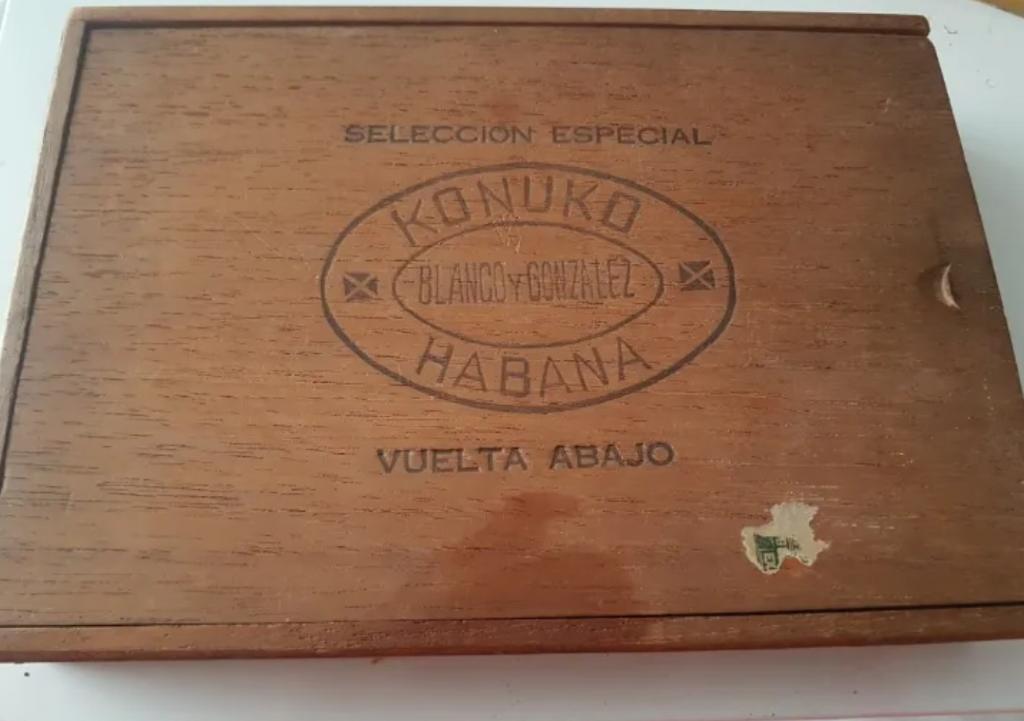 SELECCION ESPECIAL
KONUKO
BLANCO Y GONZALEZ
HABANA
VUELTA ABAJO